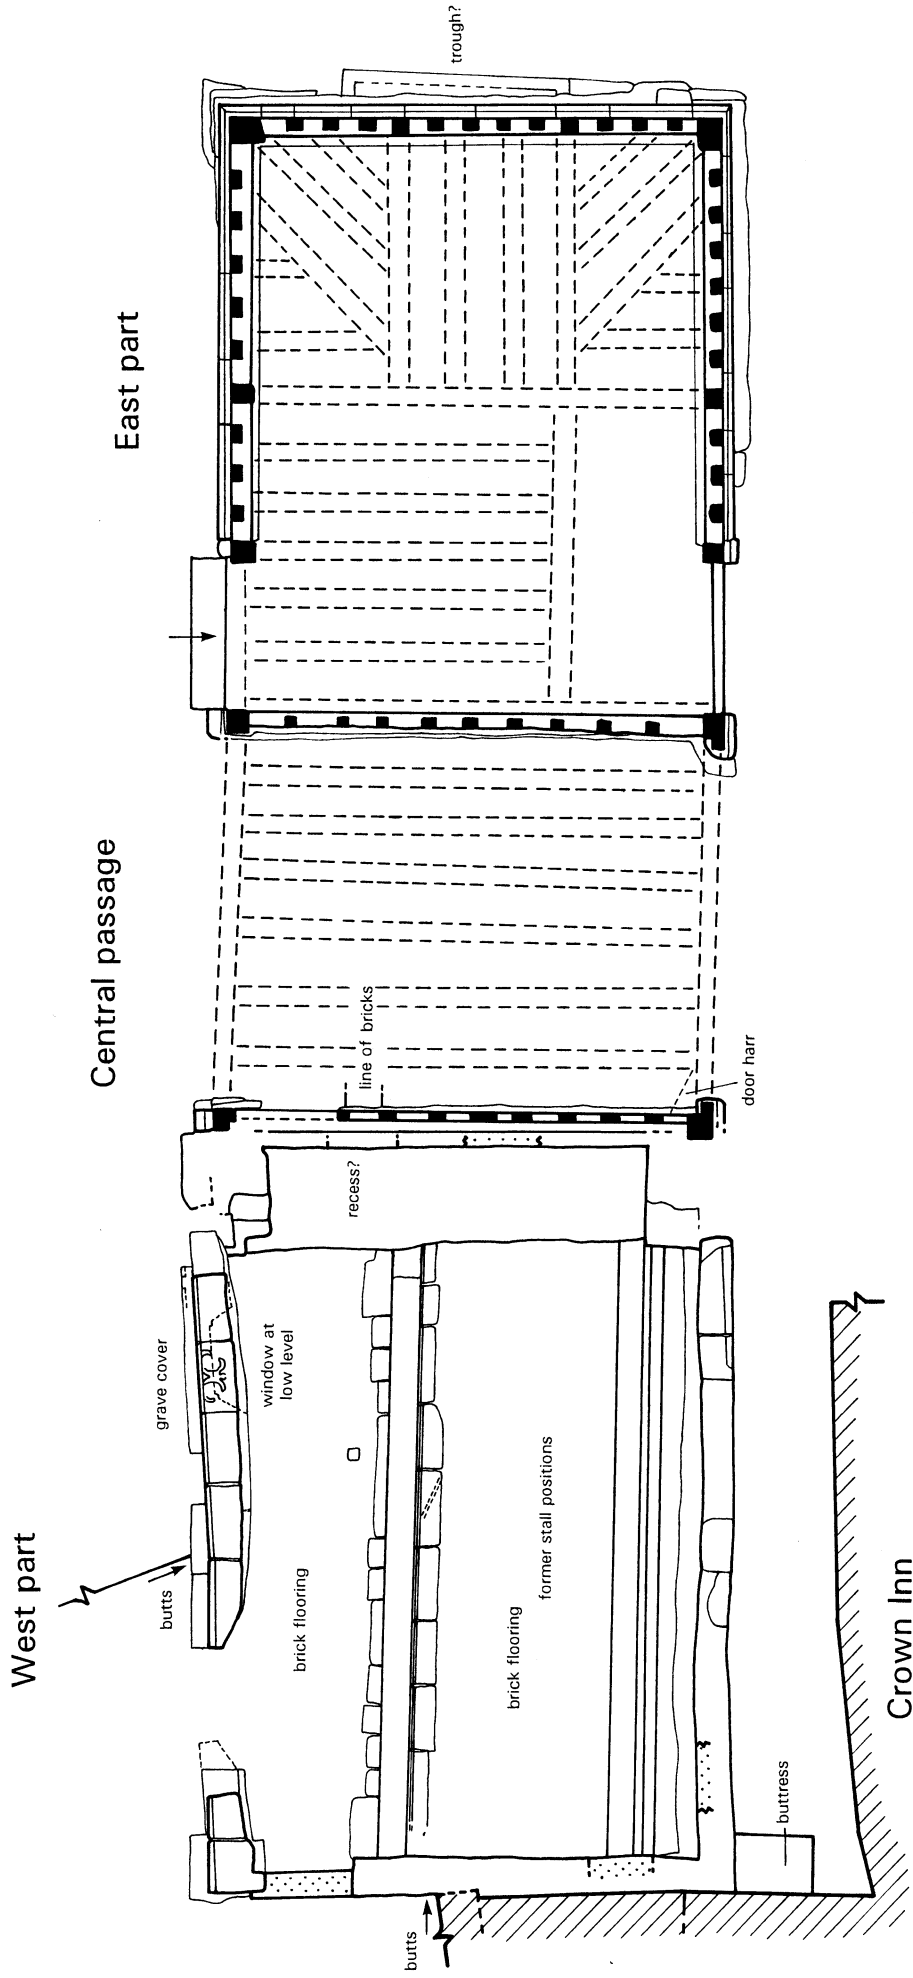 West part
Central passage
East part
trough?
butts
grave cover
window at
low level
line of bricks
recess?
door harr
brick flooring
brick flooring
former stall positions
butts
buttress
Crown Inn